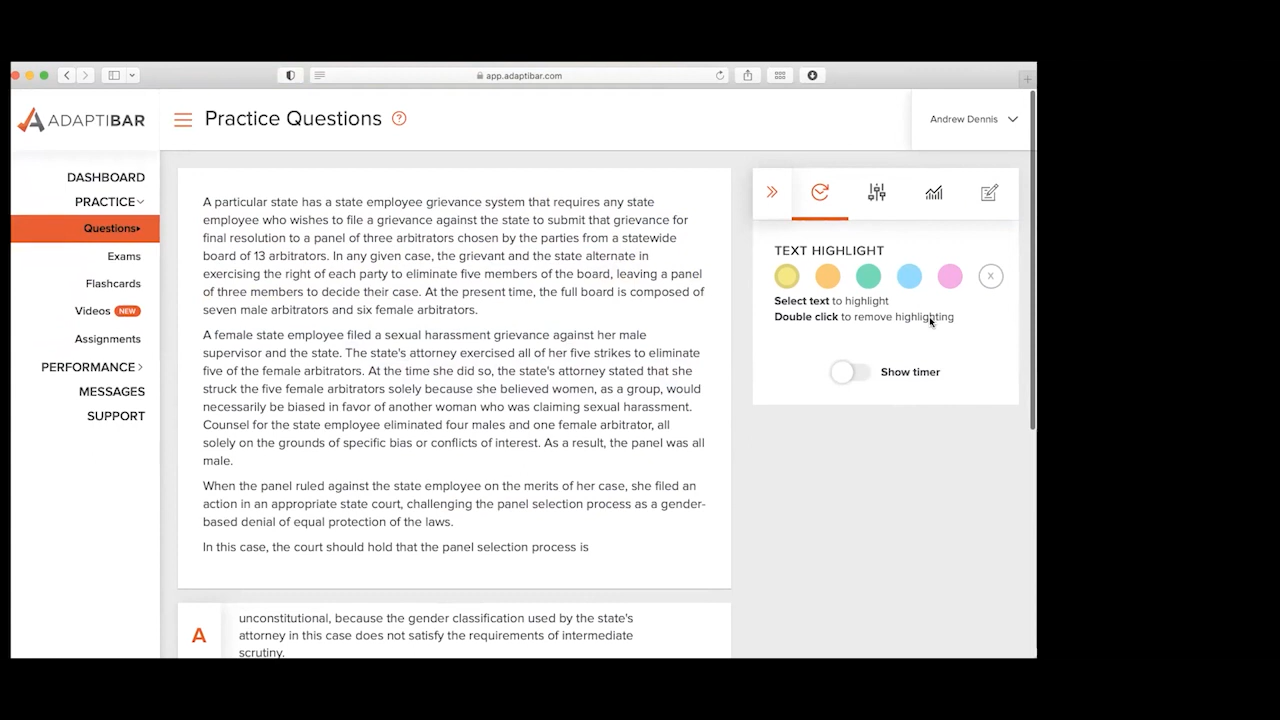 app.adaptibar.com
ADAPTIBAR
Practice Questions ?
Andrew Dennis
DASHBOARD
PRACTICE
Questions
Exams
Flashcards
Videos NEW
Assignments
PERFORMANCE
MESSAGES
SUPPORT
A particular state has a state employee grievance system that requires any state
employee who wishes to file a grievance against the state to submit that grievance for
final resolution to a panel of three arbitrators chosen by the parties from a statewide
board of 13 arbitrators. In any given case, the grievant and the state alternate in
exercising the right of each party to eliminate five members of the board, leaving a panel
of three members to decide their case. At the present time, the full board is composed of
seven male arbitrators and six female arbitrators.
A female state employee filed a sexual harassment grievance against her male
supervisor and the state. The state's attorney exercised all of her five strikes to eliminate
five of the female arbitrators. At the time she did so, the state's attorney stated that she
struck the five female arbitrators solely because she believed women, as a group, would
necessarily be biased in favor of another woman who was claiming sexual harassment.
Counsel for the state employee eliminated four males and one female arbitrator, all
solely on the grounds of specific bias or conflicts of interest. As a result, the panel was all
male.
When the panel ruled against the state employee on the merits of her case, she filed an
action in an appropriate state court, challenging the panel selection process as a gender-
based denial of equal protection of the laws.
In this case, the court should hold that the panel selection process is
A
unconstitutional, because the gender classification used by the state's
attorney in this case does not satisfy the requirements of intermediate
scrutiny.
TEXT HIGHLIGHT
X
Select text to highlight
Double click to remove highlighting
Show timer